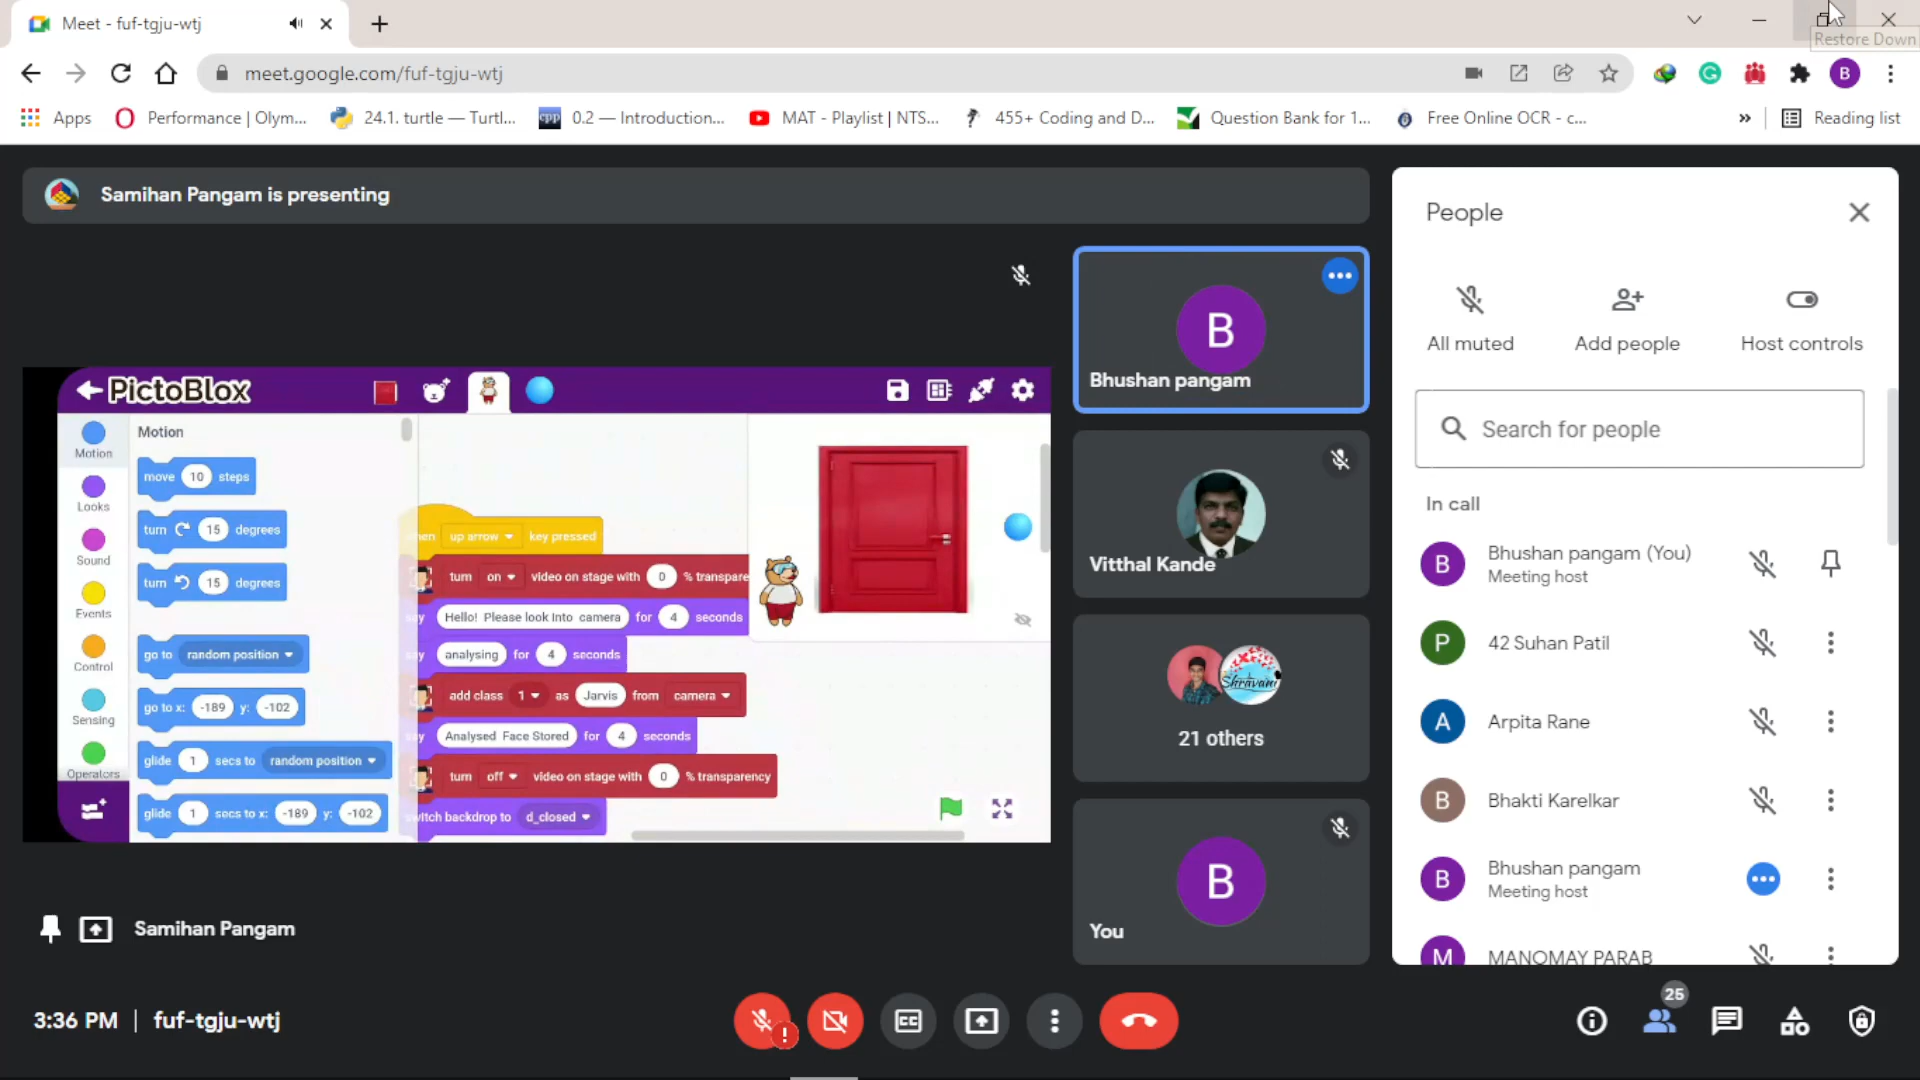 Meet - fuf-tgju-wtj
Restore Down
meet.google.com/fuf-tgju-wtj
B
Apps
Performance | Olym...
24.1. turtle — Turtl...
cpp
0.2 — Introduction...
MAT - Playlist | NTS...
455+ Coding and D...
Question Bank for 1...
Free Online OCR - c...
»
Reading list
Samihan Pangam is presenting
PictoBlox
Motion
Looks
Sound
Events
Control
Sensing
Operators
Motion
move 10 steps
turn 15 degrees
turn 15 degrees
go to random position
go to x: -189 y: -102
glide 1 secs to random position
glide 1 secs to x: -189 y: -102
up arrow key pressed
turn on video on stage with 0 % transpare
Hello! Please look Into camera for 4 seconds
analysing for 4 seconds
add class 1 as Jarvis from camera
Analysed Face Stored for 4 seconds
turn off video on stage with 0 % transparency
itch backdrop to d_closed
Samihan Pangam
B
Bhushan pangam
Vitthal Kande
Shravani
21 others
B
You
People
All muted
Add people
Host controls
Search for people
In call
B
Bhushan pangam (You)
Meeting host
P
42 Suhan Patil
A
Arpita Rane
B
Bhakti Karelkar
B
Bhushan pangam
Meeting host
M
MANOMAY PARAB
3:36 PM | fuf-tgju-wtj
!
CC
25